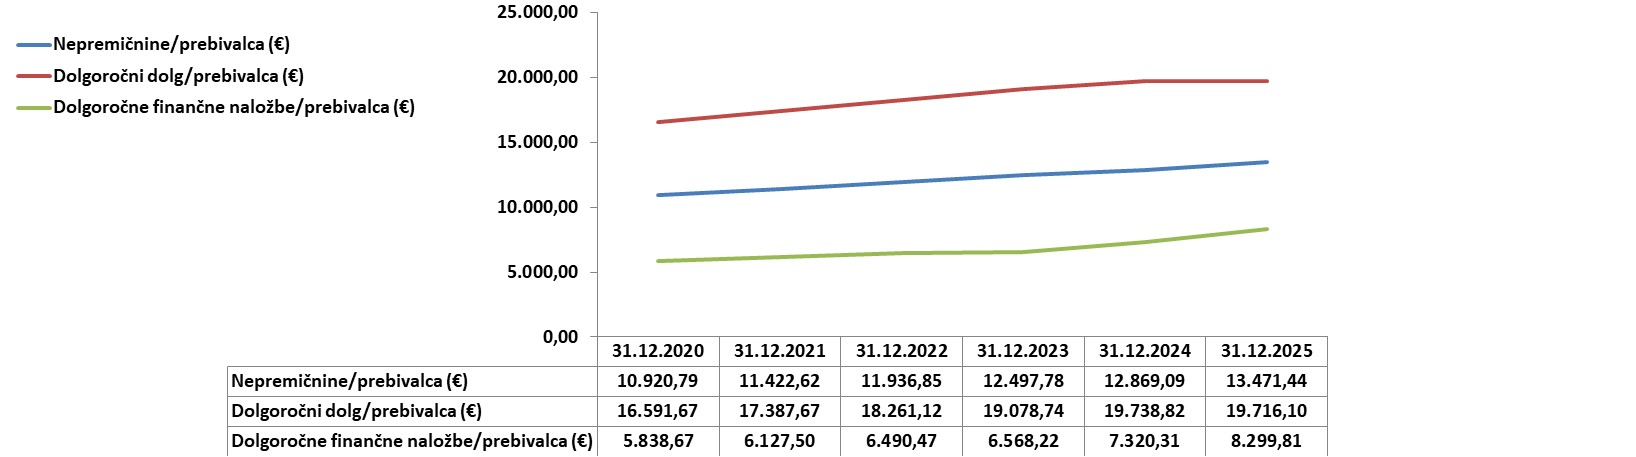 25.000,00
Nepremičnine/prebivalca (€)
Dolgoročni dolg/prebivalca (€)
20.000,00
Dolgoročne finančne naložbe/prebivalca (€)
15.000,00
10.000,00
5.000,00
0,00
31.12.2020 31.12.2021 31.12.2022 31.12.2023 31.12.2024 31.12.2025
Nepremičnine/prebivalca (€) 10.920,79 11.422,62 11.936,85 12.497,78 12.869,09 13.471,44
Dolgoročni dolg/prebivalca (€) 16.591,67 17.387,67 18.261,12 19.078,74 19.738,82 19.716,10
Dolgoročne finančne naložbe/prebivalca (€) 5.838,67 6.127,50 6.490,47 6.568,22 7.320,31 8.299,81